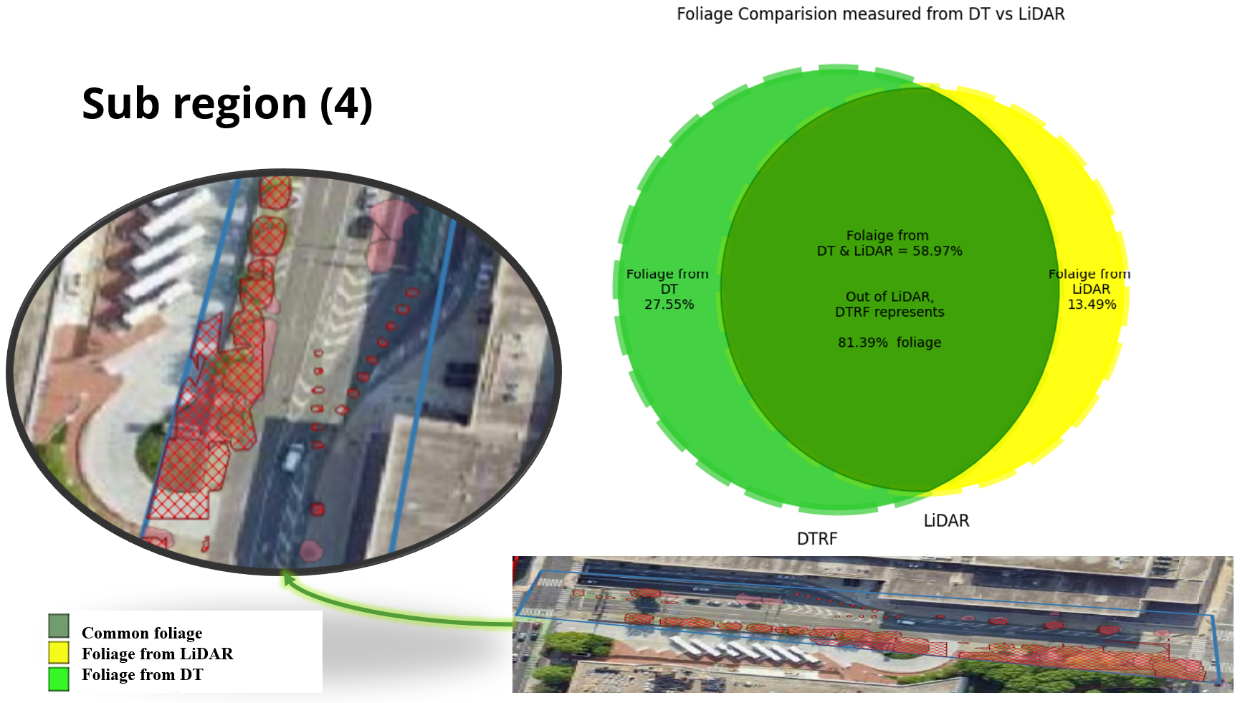 Foliage Comparision measured from DT vs LiDAR
Sub region (4)
Folaige from
DT & LiDAR = 58.97%
Foliage from
DT
27.55%
Folaige from
LiDAR
13.49%
Out of LiDAR,
DTRF represents
81.39% foliage
LiDAR
DTRF
Common foliage
Foliage from LiDAR
Foliage from DT